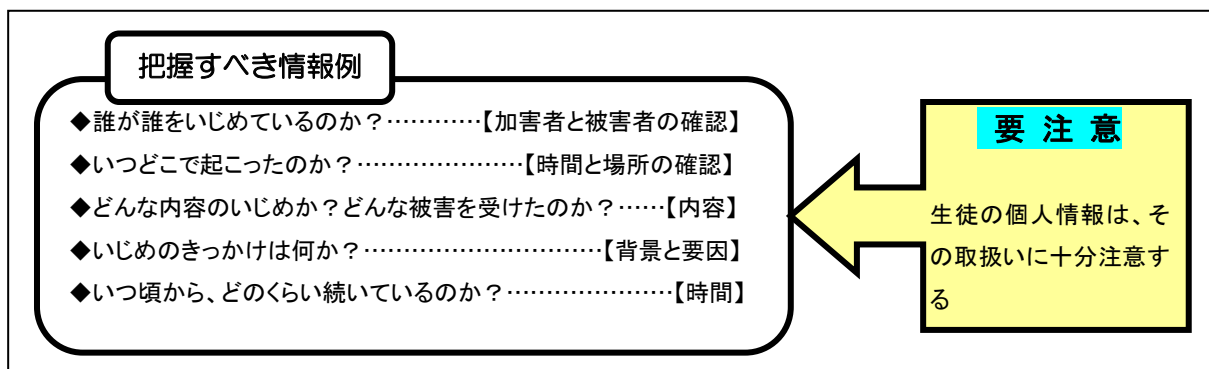 把握すべき情報例
◆誰が誰をいじめているのか？…………【加害者と被害者の確認】
◆いつどこで起こったのか？…………………【時間と場所の確認】
◆どんな内容のいじめか？どんな被害を受けたのか？……【内容】
◆いじめのきっかけは何か？…………………………【背景と要因】
◆いつ頃から、どのくらい続いているのか？…………………【時間】
要 注 意
生徒の個人情報は、そ
の取扱いに十分注意す
る